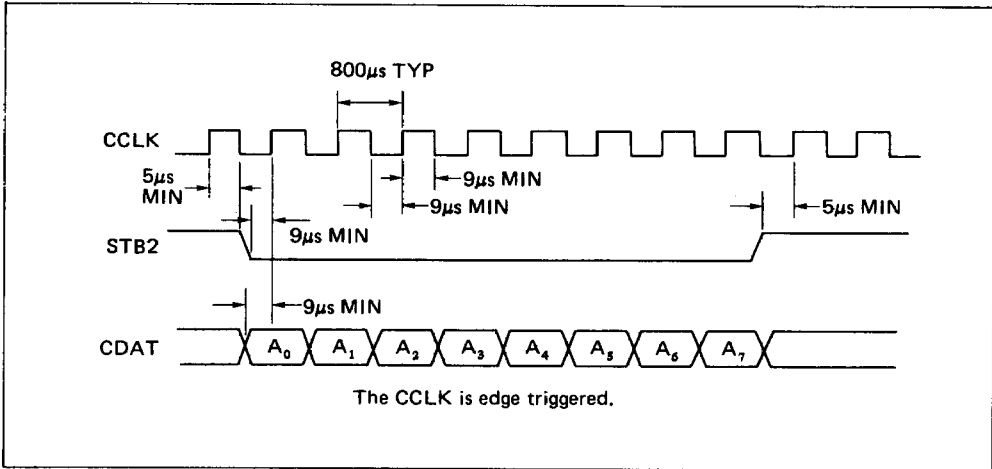 800μs TYP
CCLK
5μs
MIN
9μs MIN
9μs MIN
5μs MIN
9μs MIN
STB2
9μs MIN
CDAT
A₀ A₁ A₂ A₃ A₄ A₅ A₆ A₇
The CCLK is edge triggered.